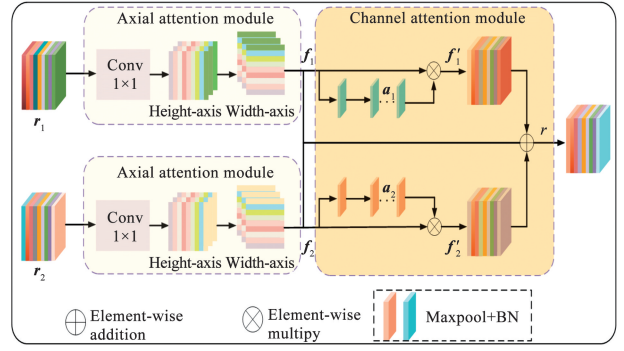 Axial attention module
Channel attention module
Conv
1×1
r1
Height-axis Width-axis
f1
a1
f′1
r
Axial attention module
Conv
1×1
r2
Height-axis Width-axis
f2
a2
f′2
Element-wise
addition
Element-wise
multipy
Maxpool+BN